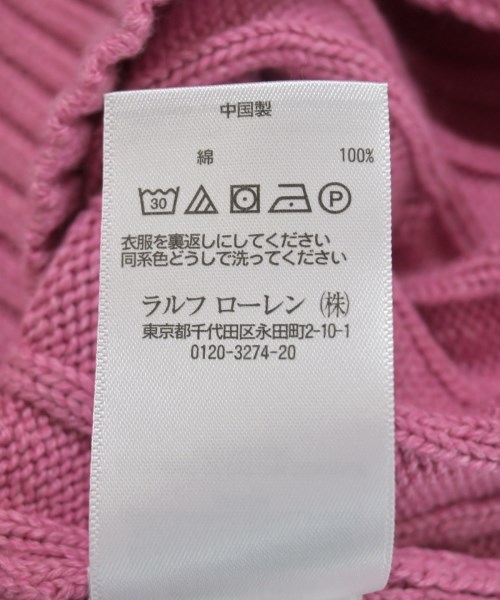 中国製
綿 100%
30 P
衣服を裏返しにしてください
同系色どうしで洗ってください
ラルフ ローレン（株）
東京都千代田区永田町2-10-1
0120-3274-20